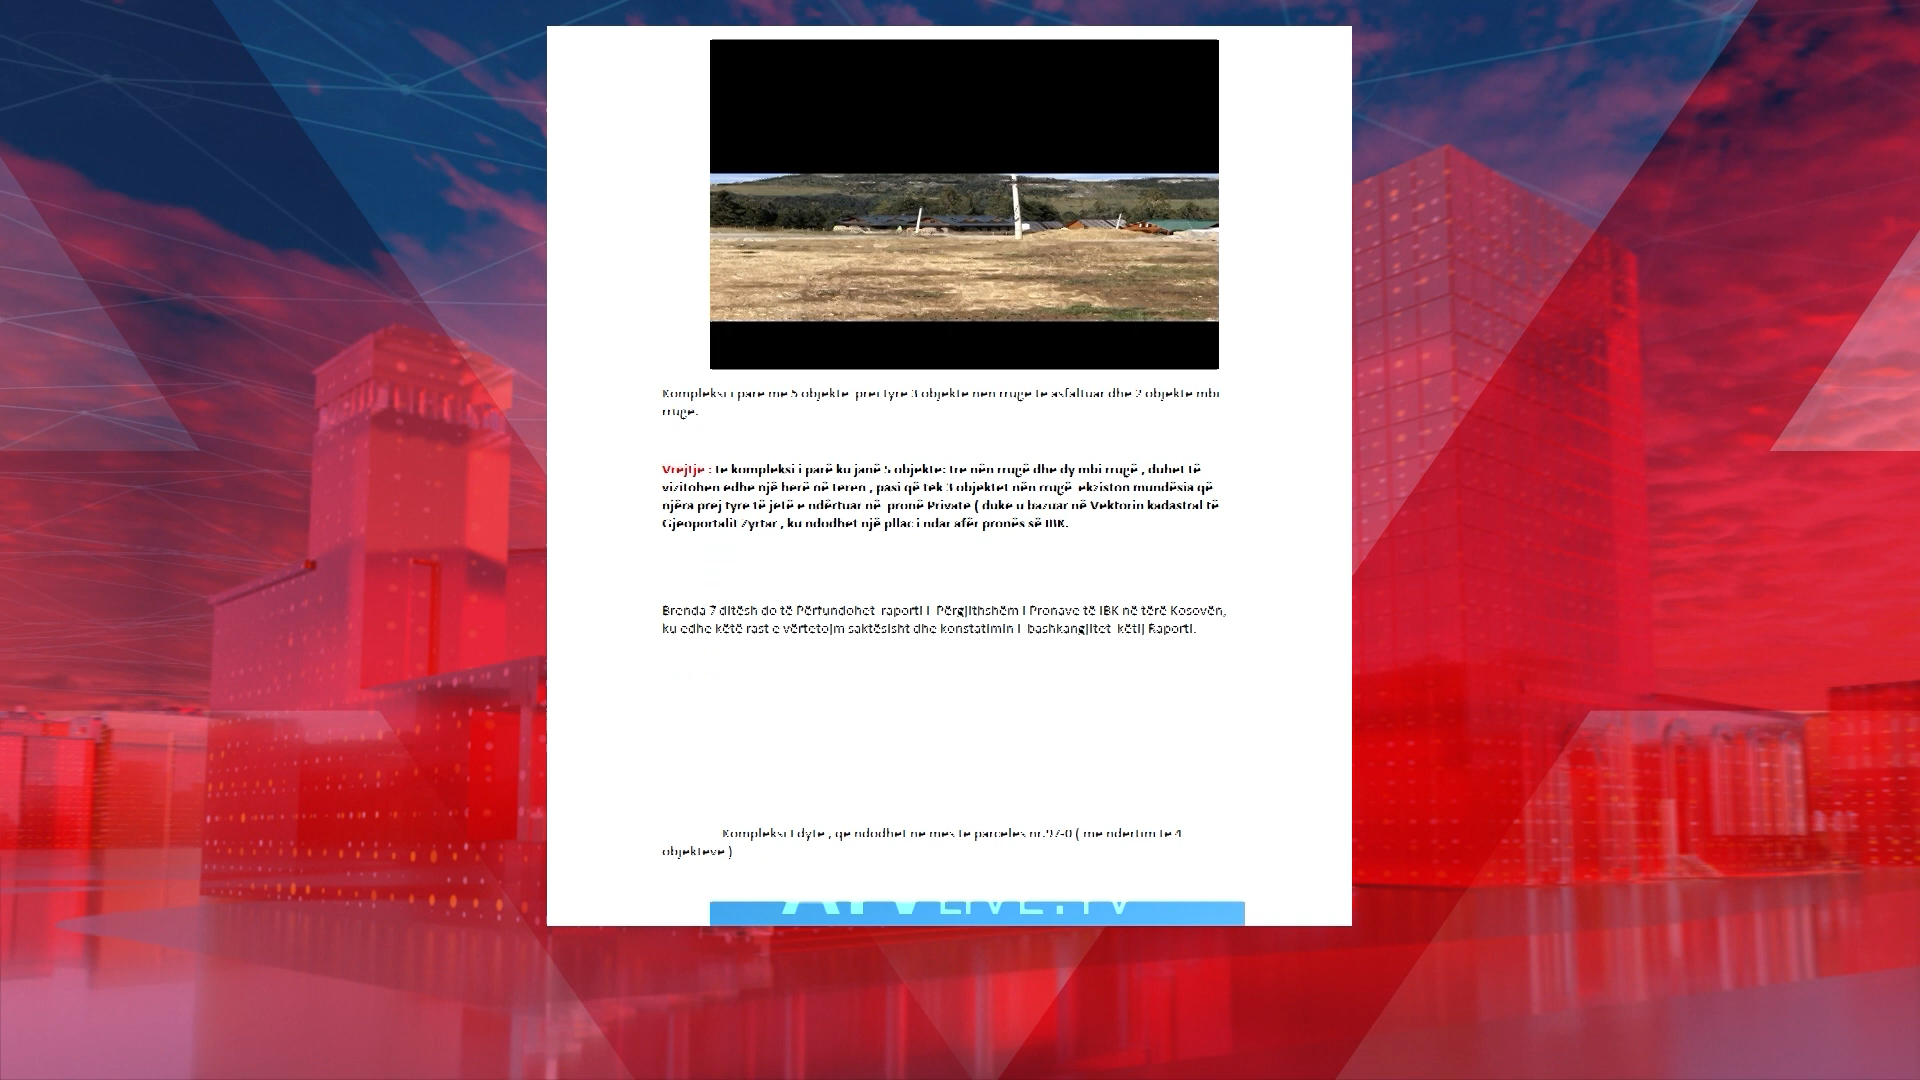 Kompleksi i pare me 5 objekte prej tyre 3 objekte nen rruge te asfaltuar dhe 2 objekte mbi
rruge.
Vrejtje : te kompleksi i parë ku janë 5 objekte: tre nën rrugë dhe dy mbi rrugë , duhet të
vizitohen edhe një herë në teren , pasi që tek 3 objektet nën rrugë ekziston mundësia që
njëra prej tyre të jetë e ndërtuar në pronë Private ( duke u bazuar në Vektorin kadastral të
Gjeoportalit zyrtar , ku ndodhet një pllac i ndar afër pronës së IBK.
Brenda 7 ditësh do të Përfundohet raporti i Përgjithshëm i Pronave të IBK në tërë Kosovën,
ku edhe këtë rast e vërtetojm saktësisht dhe konstatimin i bashkangjitet këtij Raporti.
Kompleksi I dyte , qe ndodhet ne mes te parceles nr.97-0 ( me ndertim te 4
objekteve )
ATV LIVE.TV